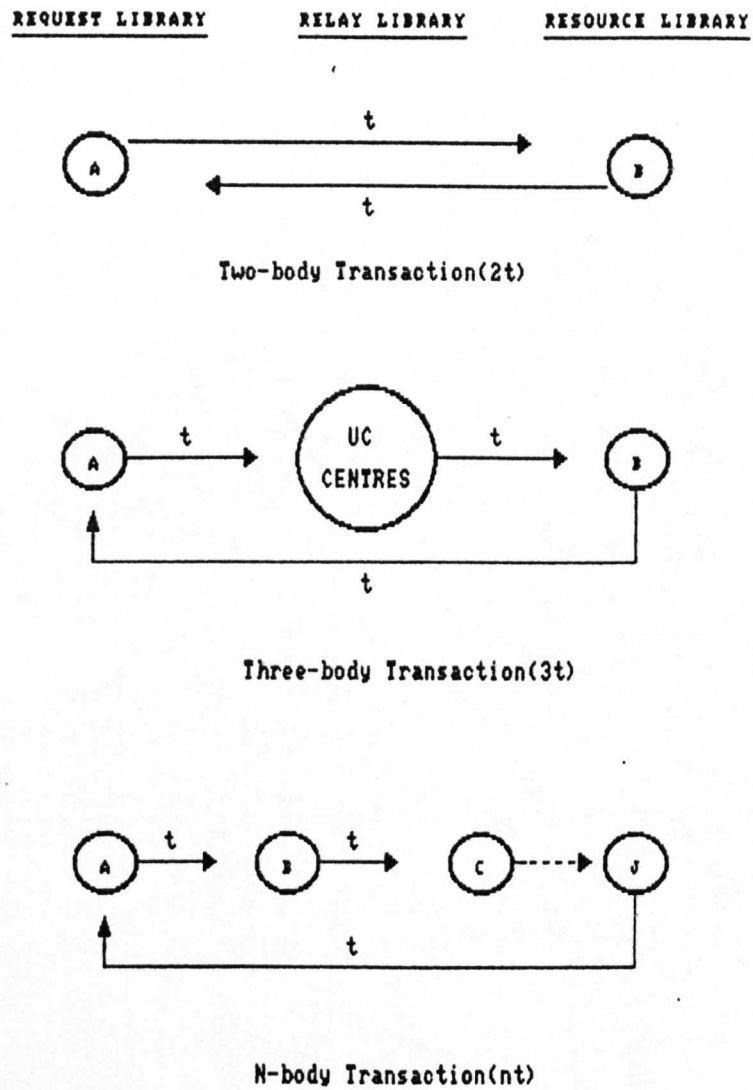 REQUEST LIBRARY RELAY LIBRARY RESOURCE LIBRARY
t
A B
t
Two-body Transaction(2t)
t UC t
A CENTRES B
t
Three-body Transaction(3t)
t t
A B C J
t
N-body Transaction(nt)